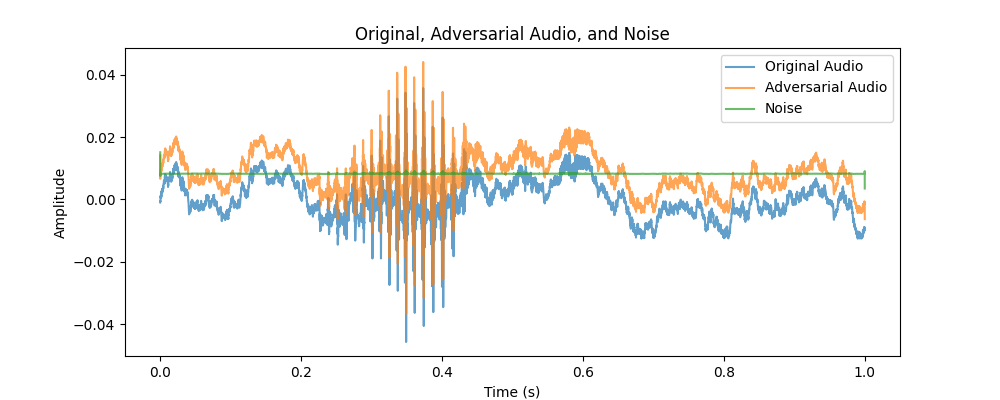 Original, Adversarial Audio, and Noise
Original Audio
Adversarial Audio
Noise
Amplitude
0.04
0.02
0.00
−0.02
−0.04
0.0 0.2 0.4 0.6 0.8 1.0
Time (s)